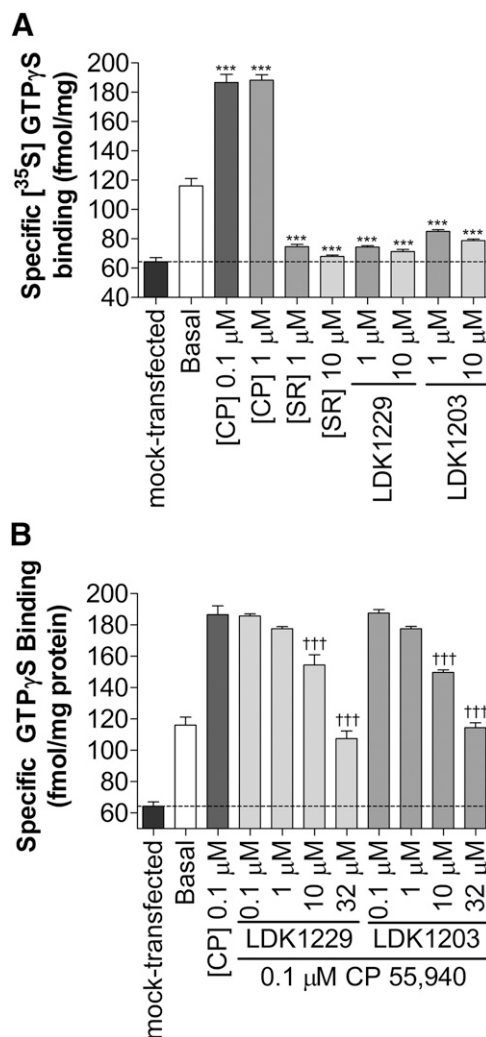 A
Specific [³⁵S] GTPγS
binding (fmol/mg)
200
180
160
140
120
100
80
60
40
*** *** *** *** *** *** *** ***
mock-transfected
Basal
[CP] 0.1 μM
[CP] 1 μM
[SR] 1 μM
[SR] 10 μM
1 μM
10 μM
1 μM
10 μM
LDK1229
LDK1203
B
Specific GTPγS Binding
(fmol/mg protein)
200
180
160
140
120
100
80
60
††† ††† ††† †††
mock-transfected
Basal
[CP] 0.1 μM
0.1 μM
1 μM
10 μM
32 μM
0.1 μM
1 μM
10 μM
32 μM
LDK1229
LDK1203
0.1 μM CP 55,940